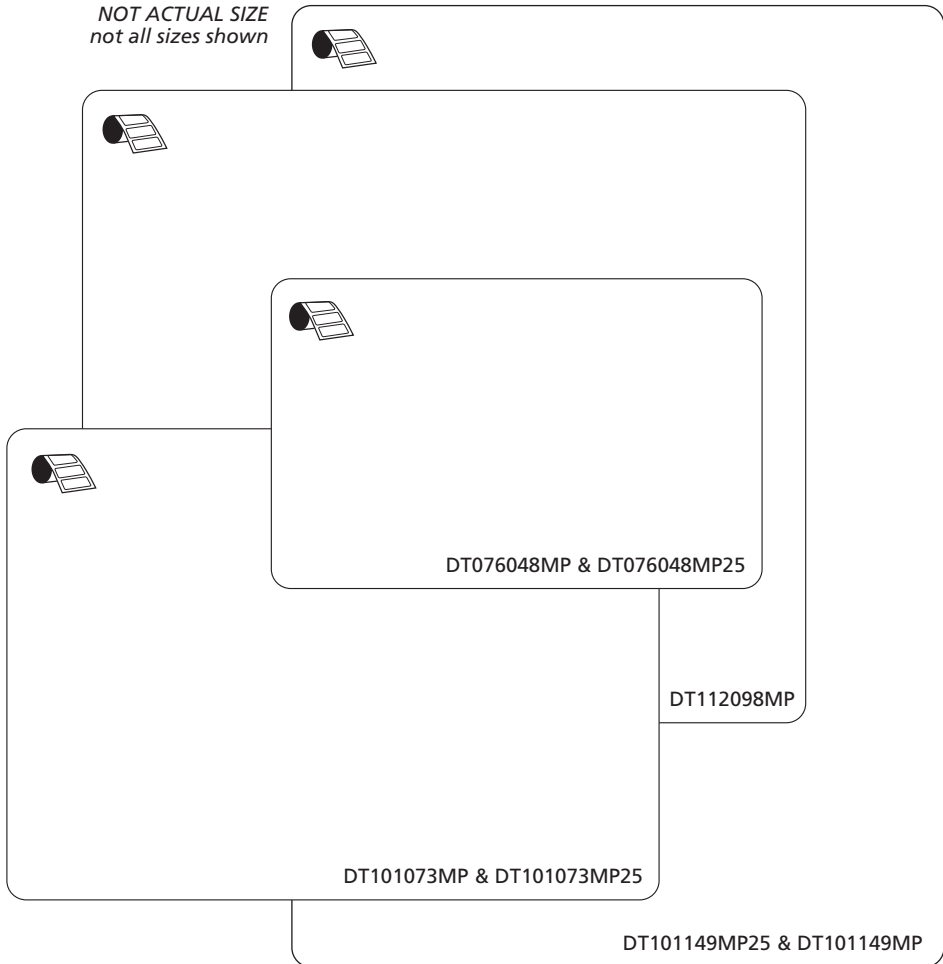 NOT ACTUAL SIZE
not all sizes shown
DT076048MP & DT076048MP25
DT112098MP
DT101073MP & DT101073MP25
DT101149MP25 & DT101149MP